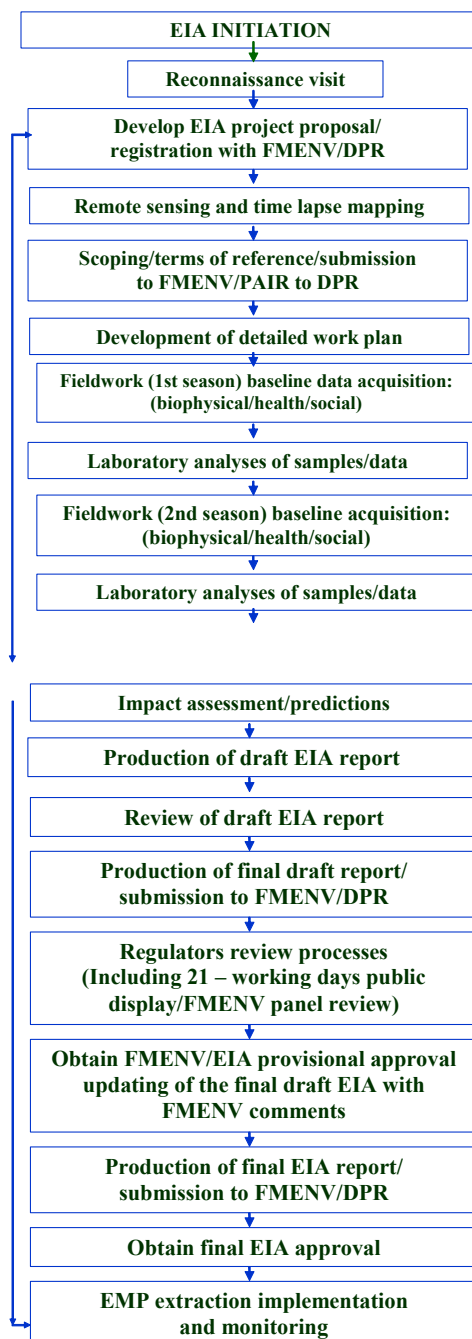 EIA INITIATION
Reconnaissance visit
Develop EIA project proposal/
registration with FMENV/DPR
Remote sensing and time lapse mapping
Scoping/terms of reference/submission
to FMENV/PAIR to DPR
Development of detailed work plan
Fieldwork (1st season) baseline data acquisition:
(biophysical/health/social)
Laboratory analyses of samples/data
Fieldwork (2nd season) baseline acquisition:
(biophysical/health/social)
Laboratory analyses of samples/data
Impact assessment/predictions
Production of draft EIA report
Review of draft EIA report
Production of final draft report/
submission to FMENV/DPR
Regulators review processes
(Including 21 – working days public
display/FMENV panel review)
Obtain FMENV/EIA provisional approval
updating of the final draft EIA with
FMENV comments
Production of final EIA report/
submission to FMENV/DPR
Obtain final EIA approval
EMP extraction implementation
and monitoring